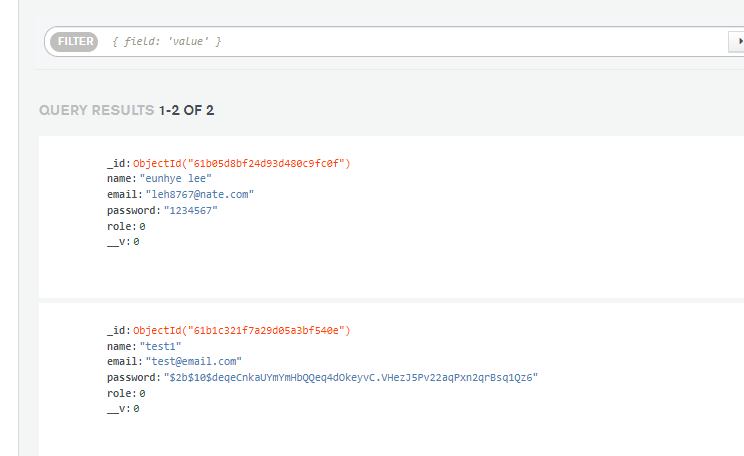 FILTER { field: 'value' }
QUERY RESULTS 1-2 OF 2
_id: ObjectId("61b05d8bf24d93d480c9fc0f")
name: "eunhye lee"
email: "leh8767@nate.com"
password: "1234567"
role: 0
__v: 0
_id: ObjectId("61b1c321f7a29d05a3bf540e")
name: "test1"
email: "test@email.com"
password: "$2b$10$deqeCnkaUYmYmHbQQeq4dOkeyvC.VHezJ5Pv22aqPxn2qrBsq1Qz6"
role: 0
__v: 0